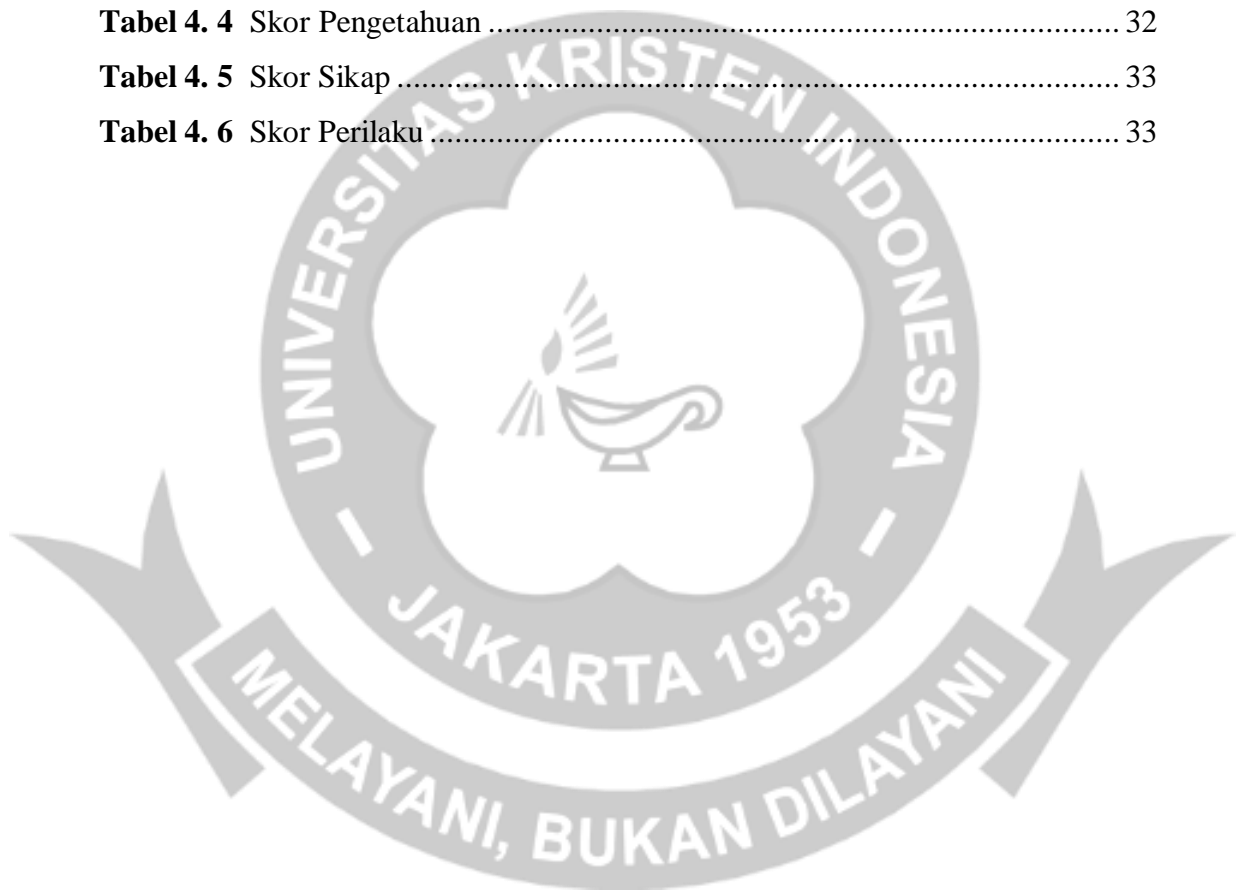 Tabel 4. 4 Skor Pengetahuan ........................................................................... 32
Tabel 4. 5 Skor Sikap ...................................................................................... 33
Tabel 4. 6 Skor Perilaku .................................................................................. 33
UNIVERSITAS KRISTEN INDONESIA
- JAKARTA 1953 -
MELAYANI, BUKAN DILAYANI